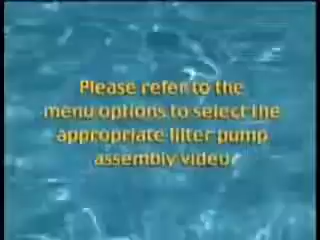 Please refer to the
menu options to select the
appropriate filter pump
assembly video